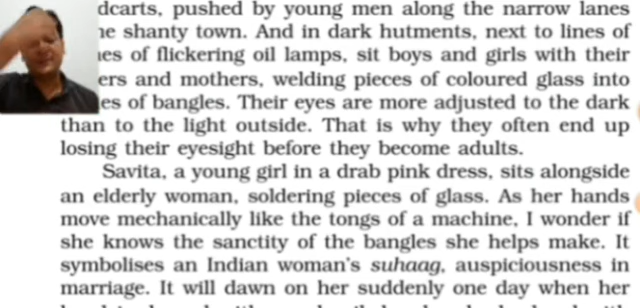 dcarts, pushed by young men along the narrow lanes
he shanty town. And in dark hutments, next to lines of
es of flickering oil lamps, sit boys and girls with their
ers and mothers, welding pieces of coloured glass into
es of bangles. Their eyes are more adjusted to the dark
than to the light outside. That is why they often end up
losing their eyesight before they become adults.
Savita, a young girl in a drab pink dress, sits alongside
an elderly woman, soldering pieces of glass. As her hands
move mechanically like the tongs of a machine, I wonder if
she knows the sanctity of the bangles she helps make. It
symbolises an Indian woman's suhaag, auspiciousness in
marriage. It will dawn on her suddenly one day when her